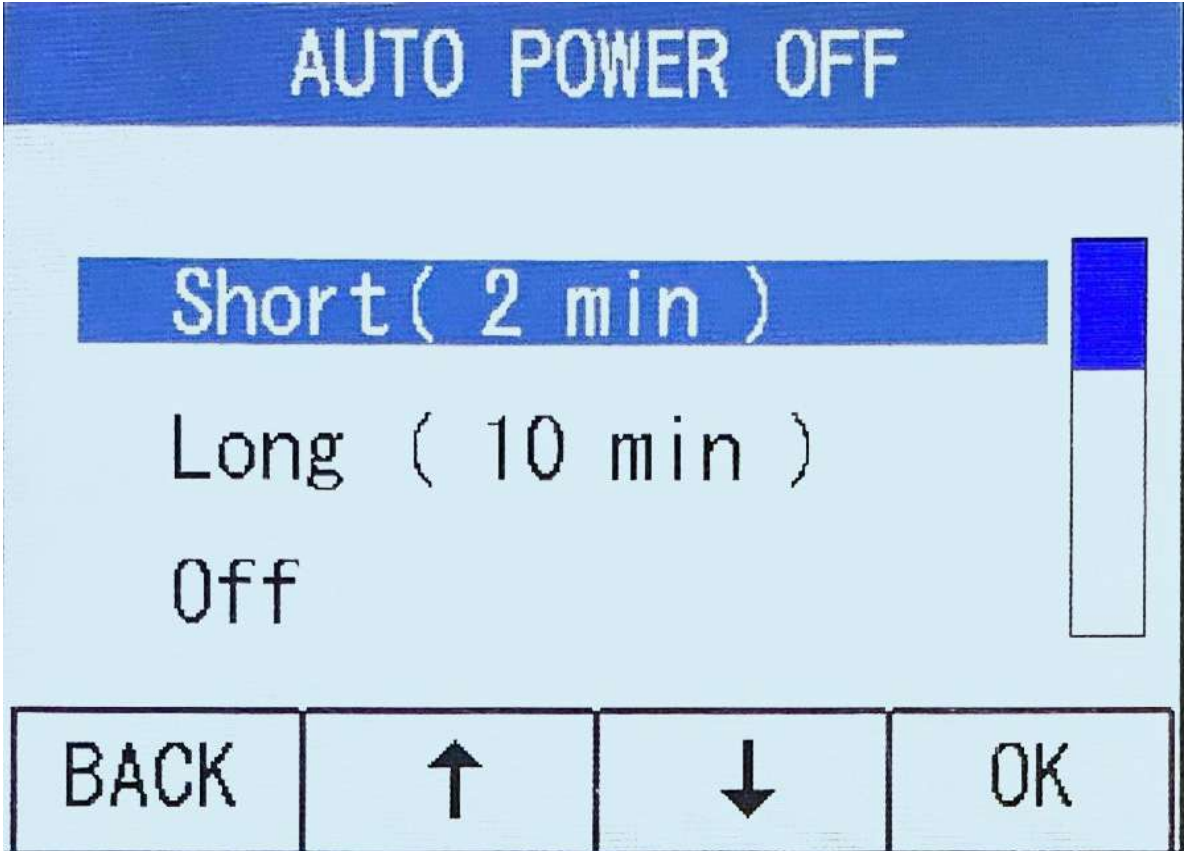 AUTO POWER OFF
Short( 2 min )
Long ( 10 min )
Off
BACK ↑ ↓ OK